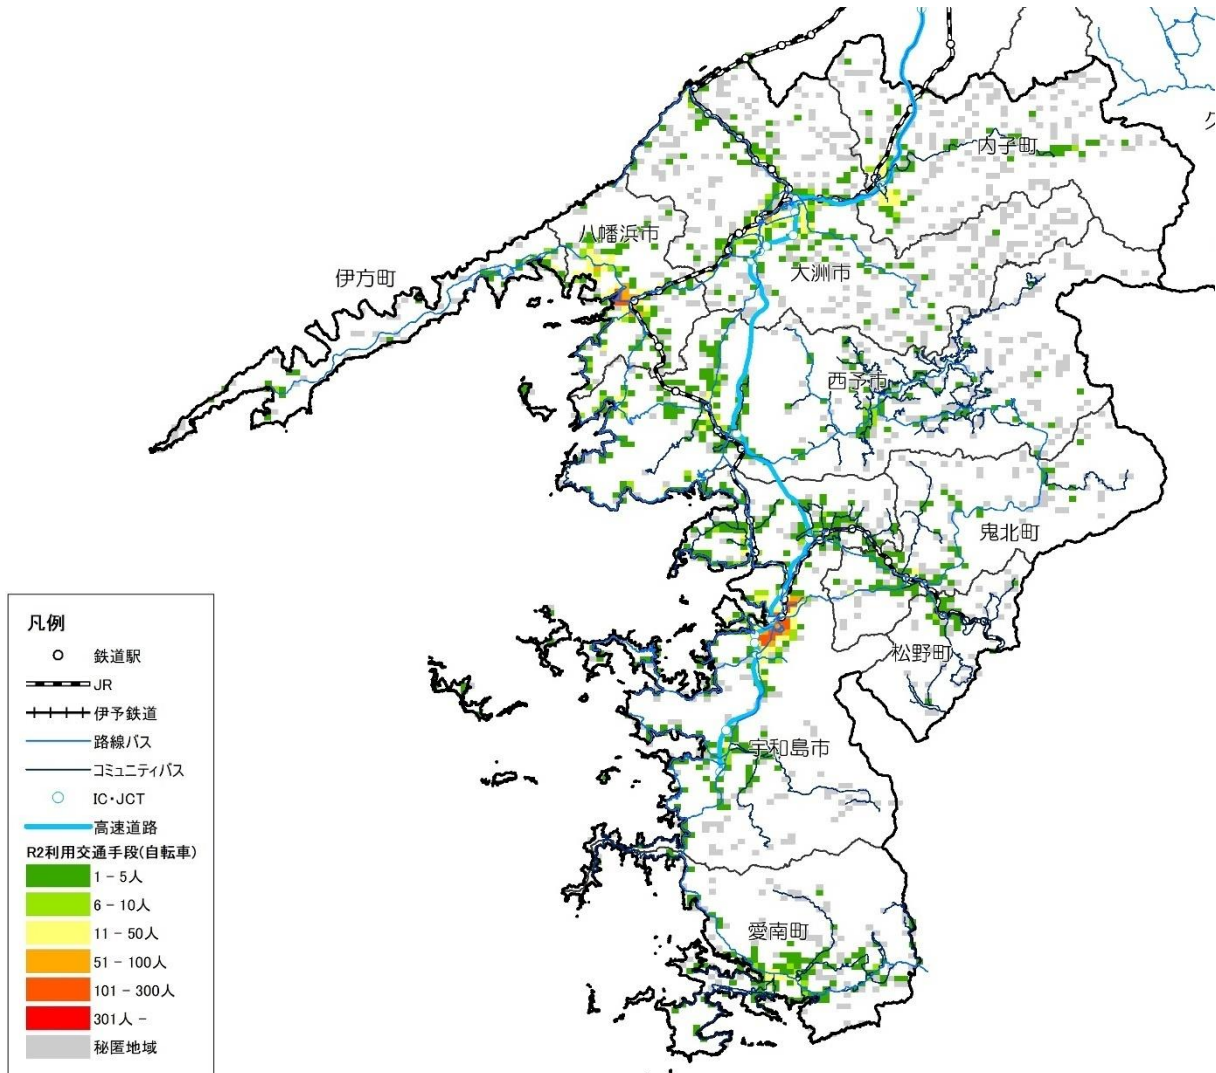 内子町
八幡浜市
大洲市
伊方町
西予市
鬼北町
松野町
宇和島市
愛南町
凡例
鉄道駅
JR
伊予鉄道
路線バス
コミュニティバス
IC・JCT
高速道路
R2利用交通手段(自転車)
1 - 5人
6 - 10人
11 - 50人
51 - 100人
101 - 300人
301人 -
秘匿地域